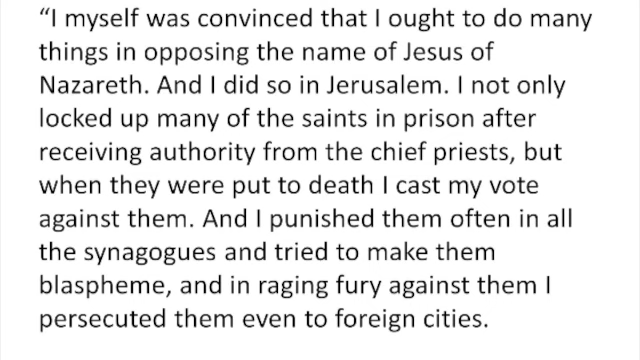 “I myself was convinced that I ought to do many
things in opposing the name of Jesus of
Nazareth. And I did so in Jerusalem. I not only
locked up many of the saints in prison after
receiving authority from the chief priests, but
when they were put to death I cast my vote
against them. And I punished them often in all
the synagogues and tried to make them
blaspheme, and in raging fury against them I
persecuted them even to foreign cities.